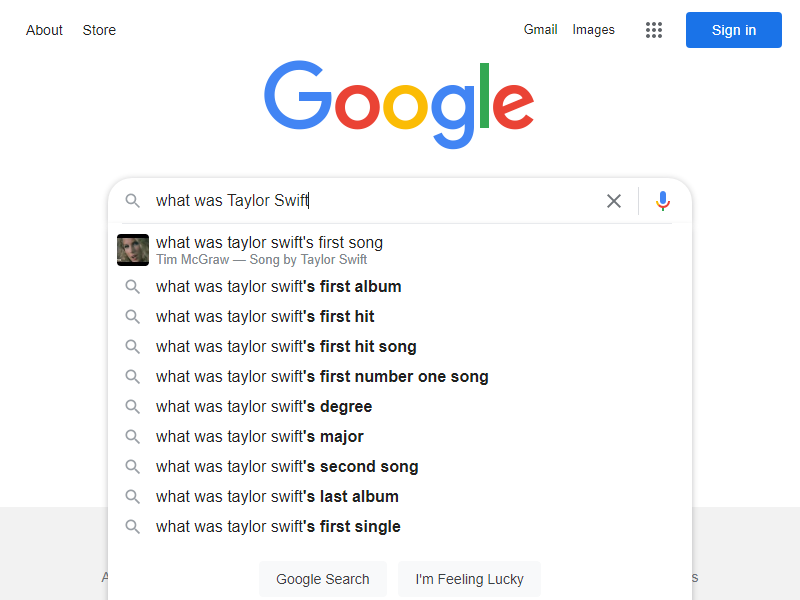 About Store Gmail Images Sign in
Google
what was Taylor Swift
what was taylor swift's first song
Tim McGraw — Song by Taylor Swift
what was taylor swift's first album
what was taylor swift's first hit
what was taylor swift's first hit song
what was taylor swift's first number one song
what was taylor swift's degree
what was taylor swift's major
what was taylor swift's second song
what was taylor swift's last album
what was taylor swift's first single
Google Search I'm Feeling Lucky